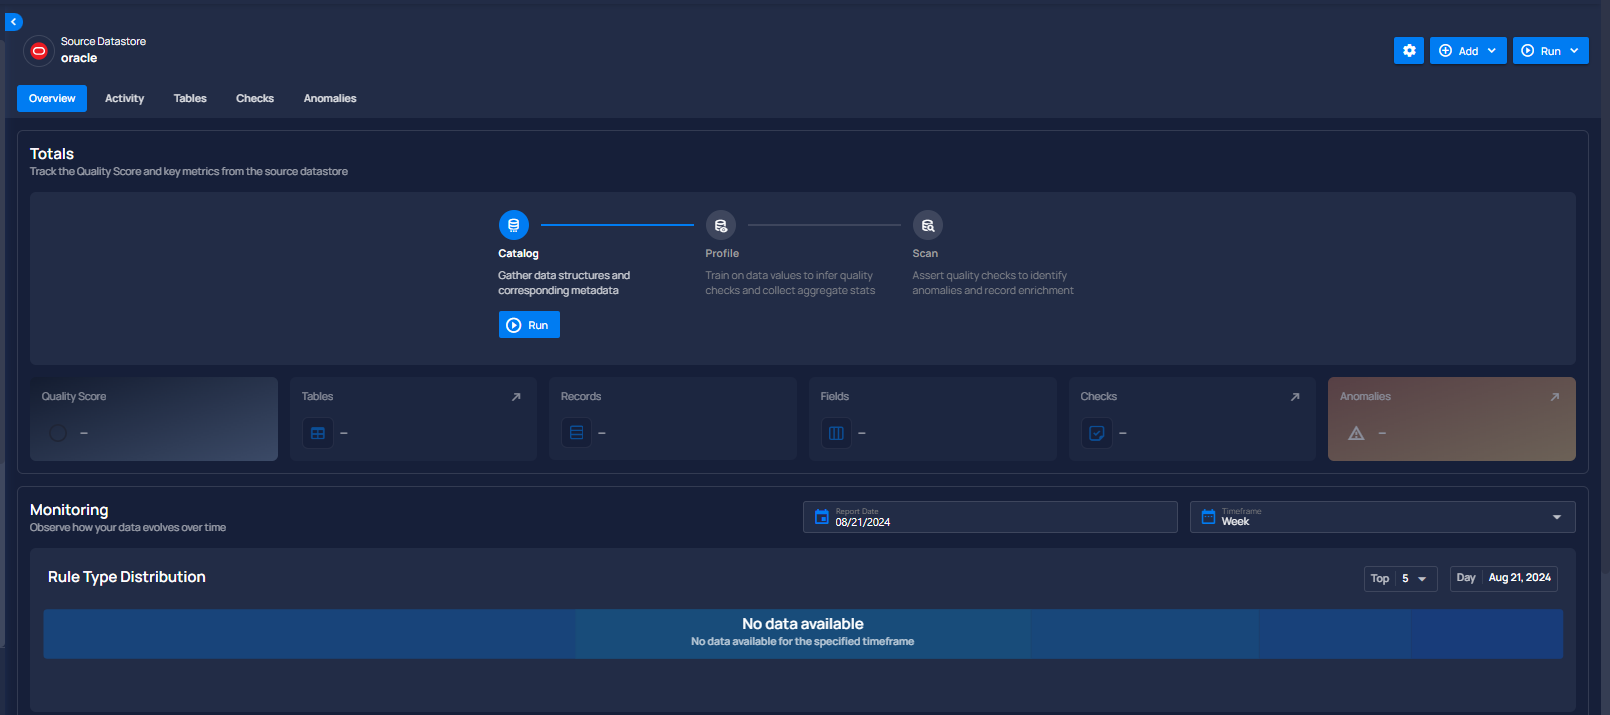 Source Datastore
oracle
Add
Run
Overview
Activity
Tables
Checks
Anomalies
Totals
Track the Quality Score and key metrics from the source datastore
Catalog
Gather data structures and
corresponding metadata
Run
Profile
Train on data values to infer quality
checks and collect aggregate stats
Scan
Assert quality checks to identify
anomalies and record enrichment
Quality Score
–
Tables
–
Records
–
Fields
–
Checks
–
Anomalies
–
Monitoring
Observe how your data evolves over time
Report Date
08/21/2024
Timeframe
Week
Rule Type Distribution
Top 5
Day Aug 21, 2024
No data available
No data available for the specified timeframe